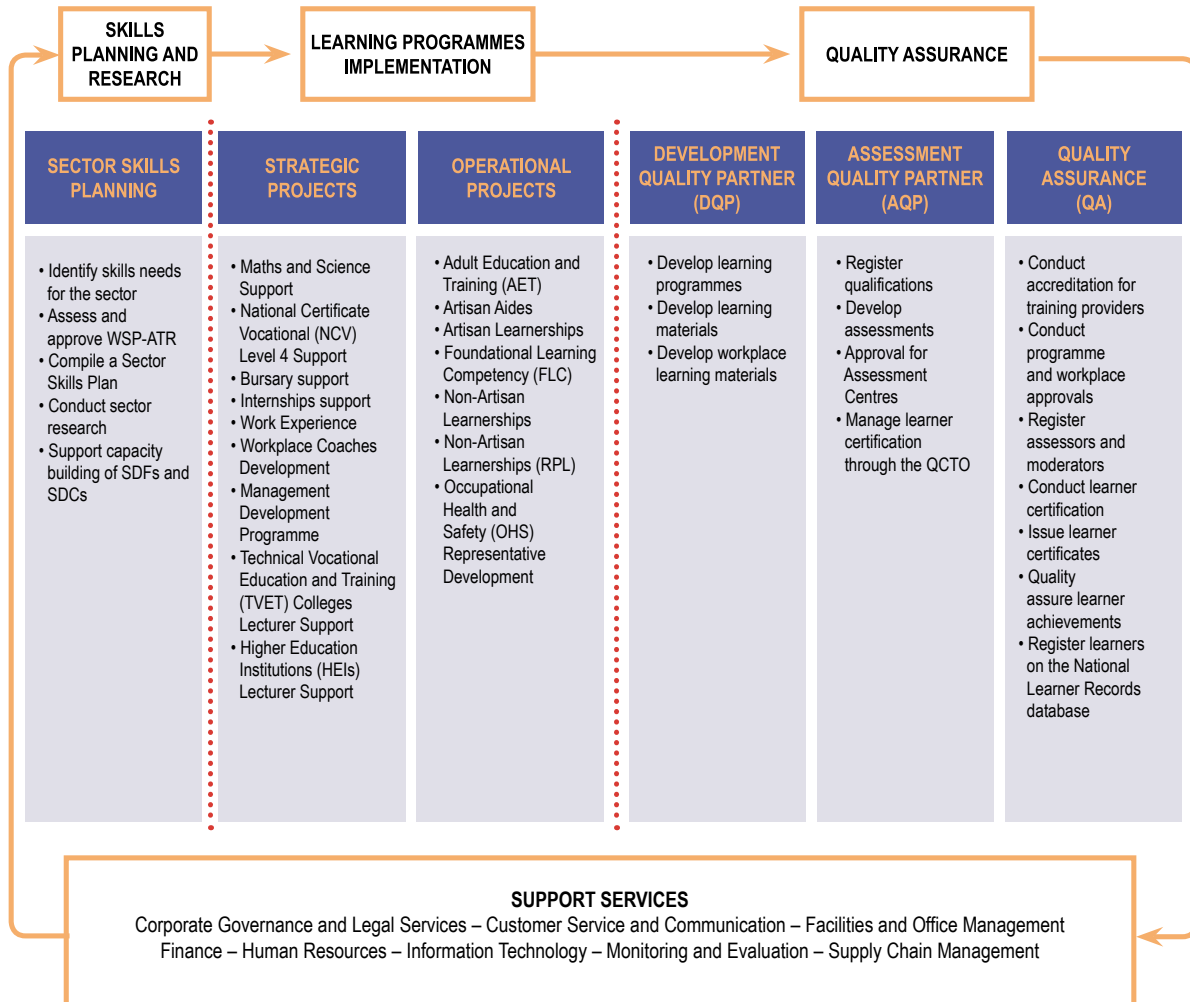 SKILLS
PLANNING AND
RESEARCH
LEARNING PROGRAMMES
IMPLEMENTATION
QUALITY ASSURANCE
SECTOR SKILLS
PLANNING
• Identify skills needs
for the sector
• Assess and
approve WSP-ATR
• Compile a Sector
Skills Plan
• Conduct sector
research
• Support capacity
building of SDFs and
SDCs
STRATEGIC
PROJECTS
• Maths and Science
Support
• National Certificate
Vocational (NCV)
Level 4 Support
• Bursary support
• Internships support
• Work Experience
• Workplace Coaches
Development
• Management
Development
Programme
• Technical Vocational
Education and Training
(TVET) Colleges
Lecturer Support
• Higher Education
Institutions (HEIs)
Lecturer Support
OPERATIONAL
PROJECTS
• Adult Education and
Training (AET)
• Artisan Aides
• Artisan Learnerships
• Foundational Learning
Competency (FLC)
• Non-Artisan
Learnerships
• Non-Artisan
Learnerships (RPL)
• Occupational
Health and
Safety (OHS)
Representative
Development
DEVELOPMENT
QUALITY PARTNER
(DQP)
• Develop learning
programmes
• Develop learning
materials
• Develop workplace
learning materials
ASSESSMENT
QUALITY PARTNER
(AQP)
• Register
qualifications
• Develop
assessments
• Approval for
Assessment
Centres
• Manage learner
certification
through the QCTO
QUALITY
ASSURANCE
(QA)
• Conduct
accreditation for
training providers
• Conduct
programme
and workplace
approvals
• Register
assessors and
moderators
• Conduct learner
certification
• Issue learner
certificates
• Quality
assure learner
achievements
• Register learners
on the National
Learner Records
database
SUPPORT SERVICES
Corporate Governance and Legal Services – Customer Service and Communication – Facilities and Office Management
Finance – Human Resources – Information Technology – Monitoring and Evaluation – Supply Chain Management